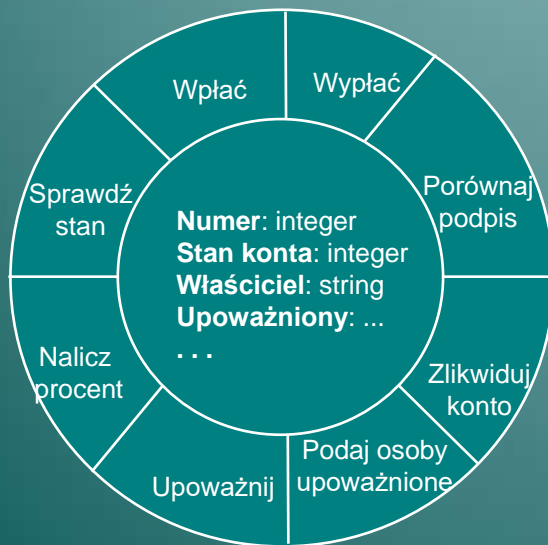 Wpłać
Wypłać
Porównaj
podpis
Zlikwiduj
konto
Podaj osoby
upoważnione
Upoważnij
Nalicz
procent
Sprawdź
stan
Numer: integer
Stan konta: integer
Właściciel: string
Upoważniony: ...
. . .